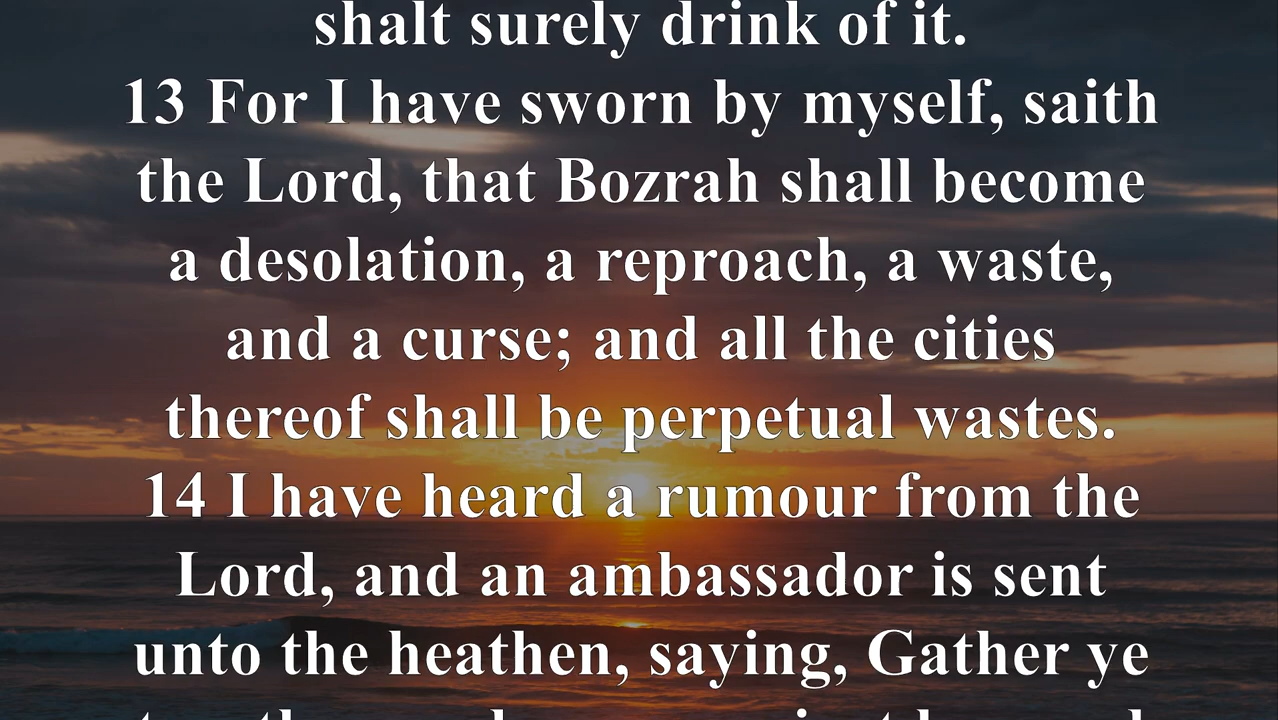 shalt surely drink of it.
13 For I have sworn by myself, saith
the Lord, that Bozrah shall become
a desolation, a reproach, a waste,
and a curse; and all the cities
thereof shall be perpetual wastes.
14 I have heard a rumour from the
Lord, and an ambassador is sent
unto the heathen, saying, Gather ye